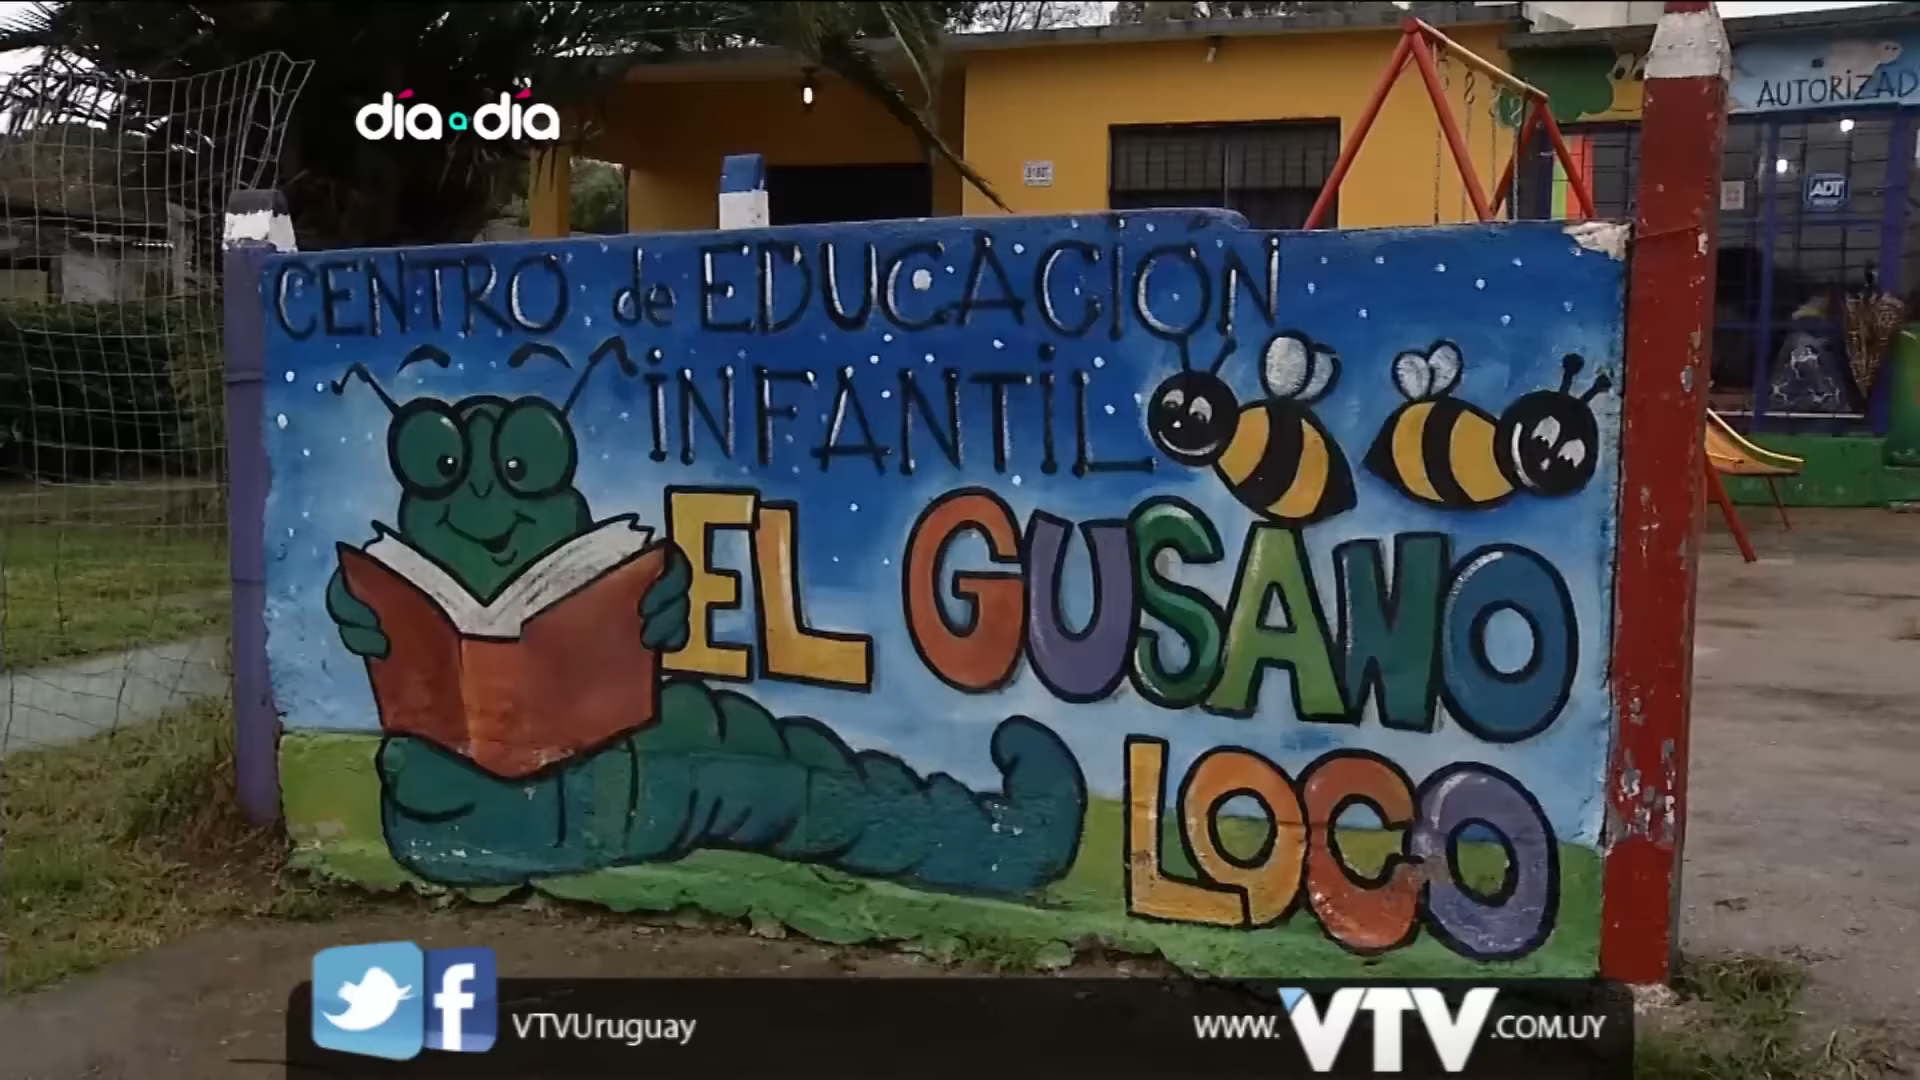 día a día
AUTORIZAD
ADT
CENTRO de EDUCACIÓN
INFANTIL
EL GUSANO
LOCO
VTVUruguay
WWW.VTV.COM.UY